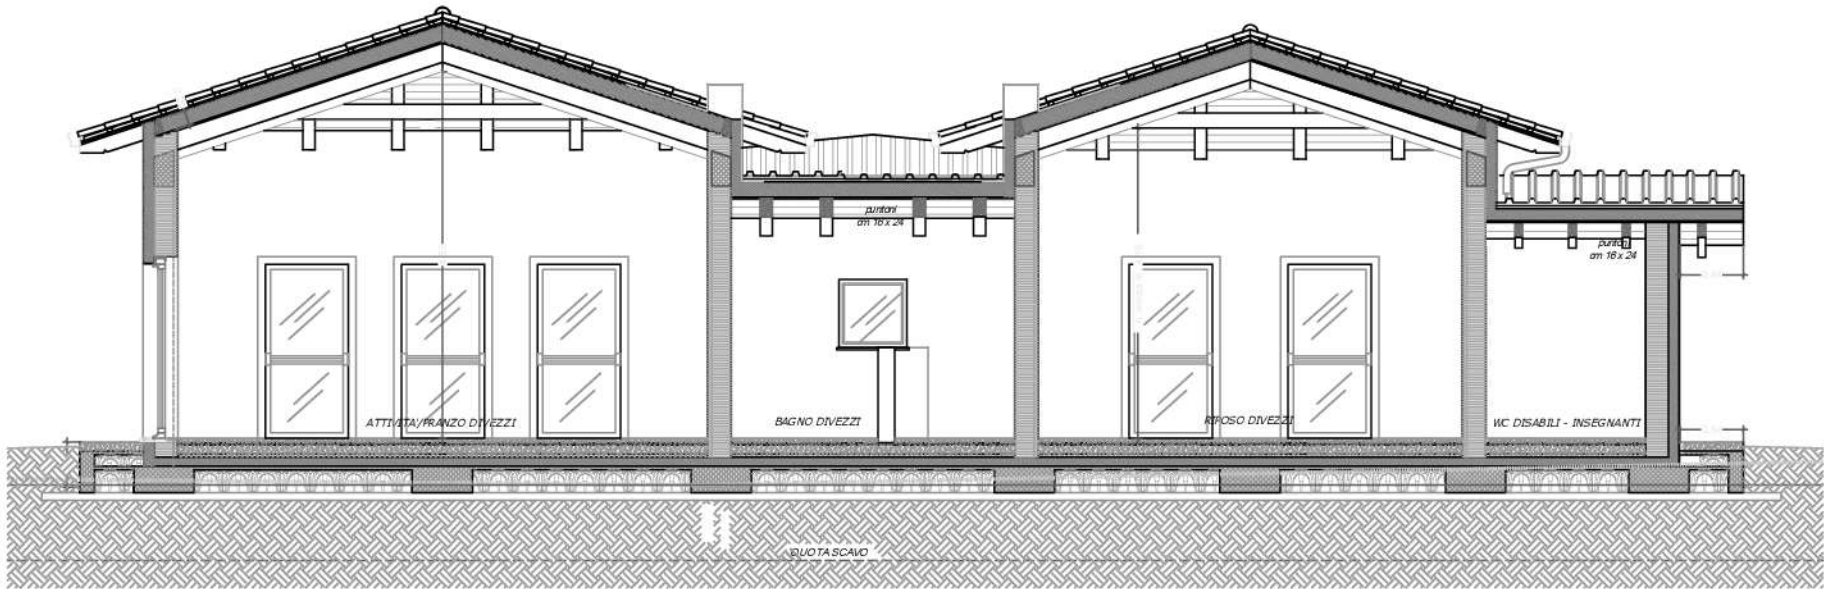 puntoni
cm 16 x 24
puntoni
cm 16 x 24
ATTIVITA'/PRANZO DIVEZZI
BAGNO DIVEZZI
RIPOSO DIVEZZI
WC DISABILI - INSEGNANTI
QUOTA SCAVO